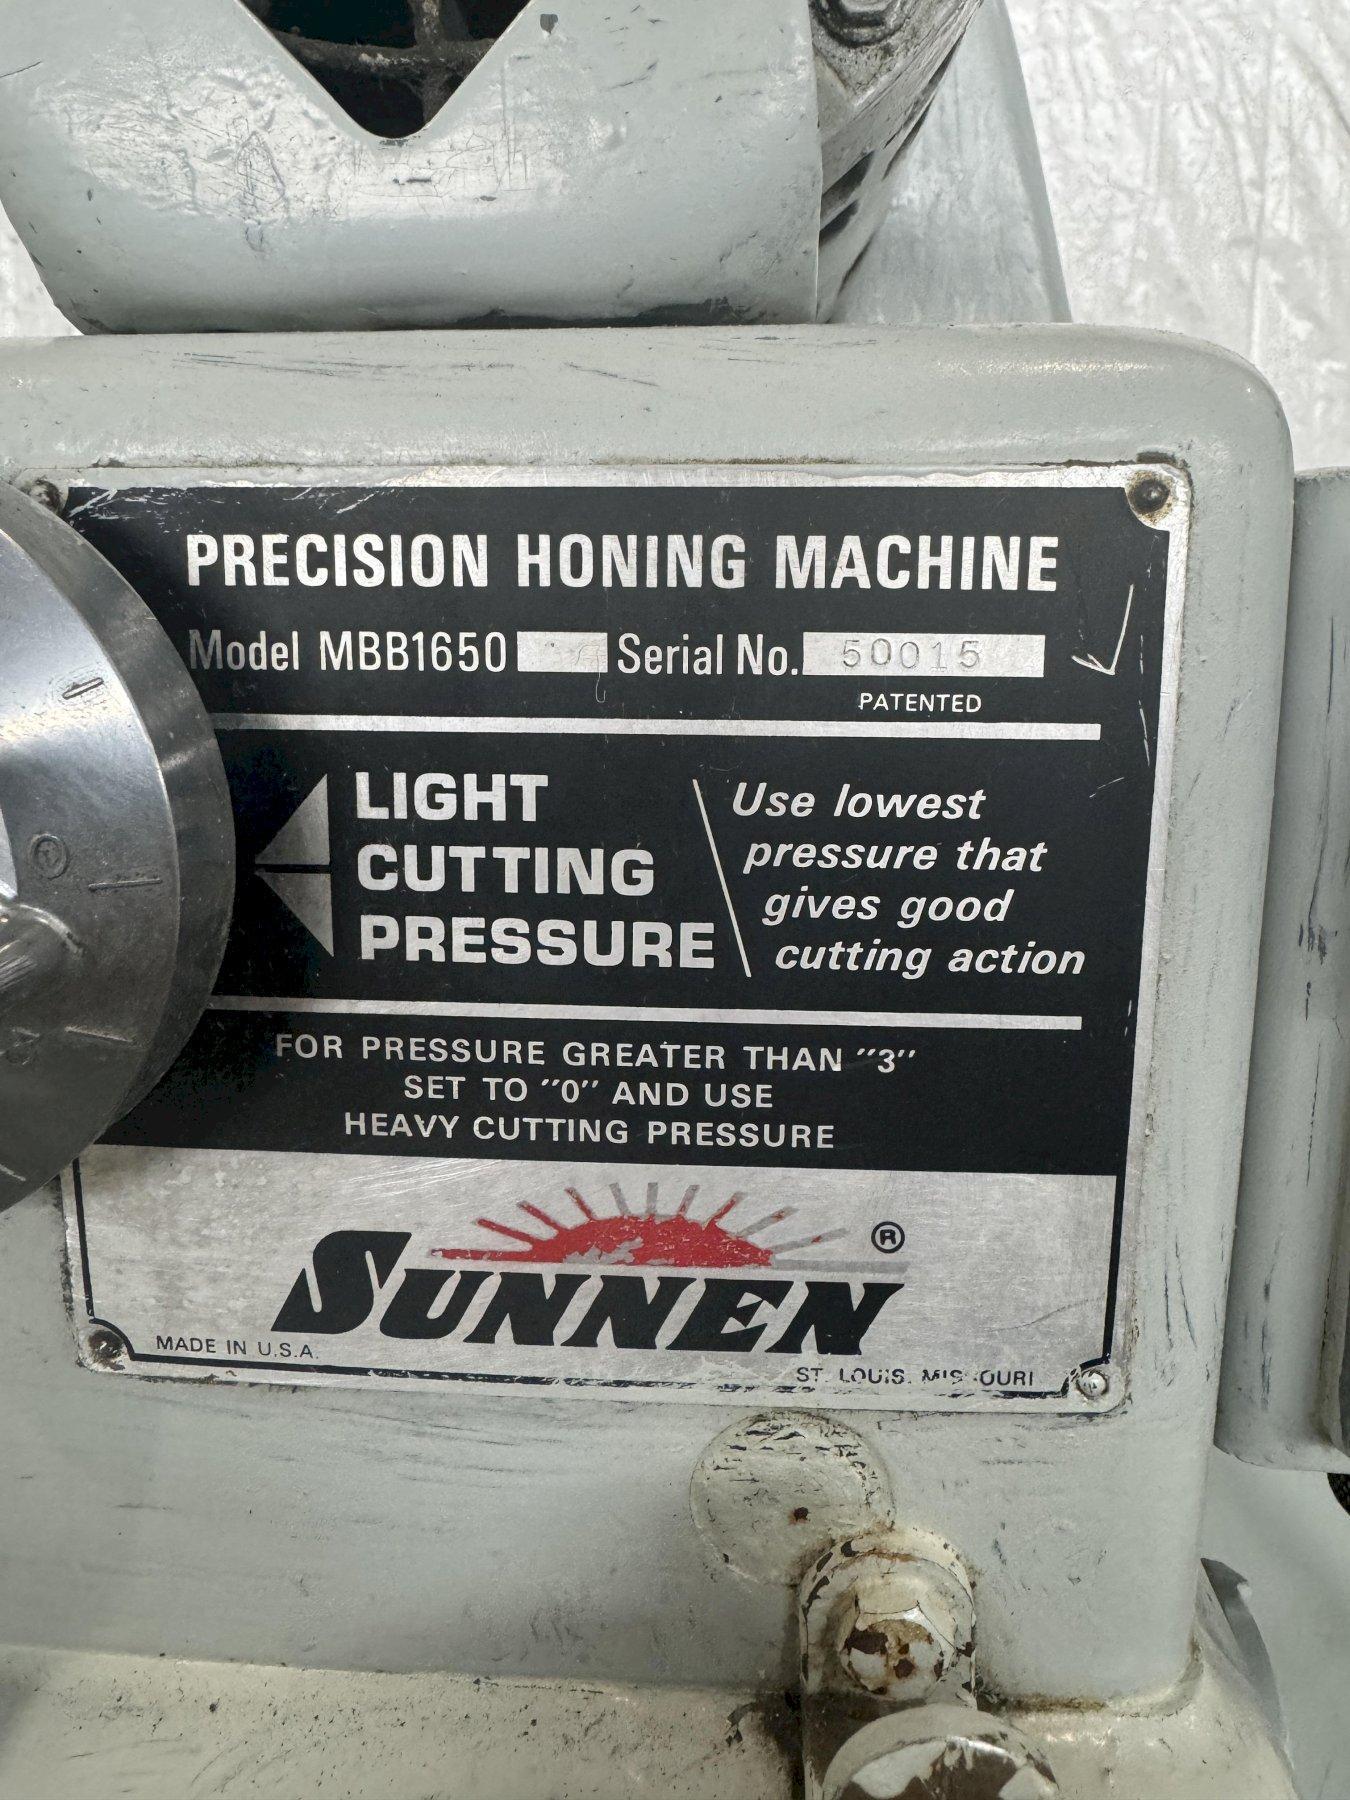 PRECISION HONING MACHINE
Model MBB1650 Serial No. 50015
PATENTED
LIGHT
CUTTING
PRESSURE
Use lowest
pressure that
gives good
cutting action
FOR PRESSURE GREATER THAN "3"
SET TO "0" AND USE
HEAVY CUTTING PRESSURE
SUNNEN ®
MADE IN U.S.A.
ST. LOUIS, MISSOURI
0
3